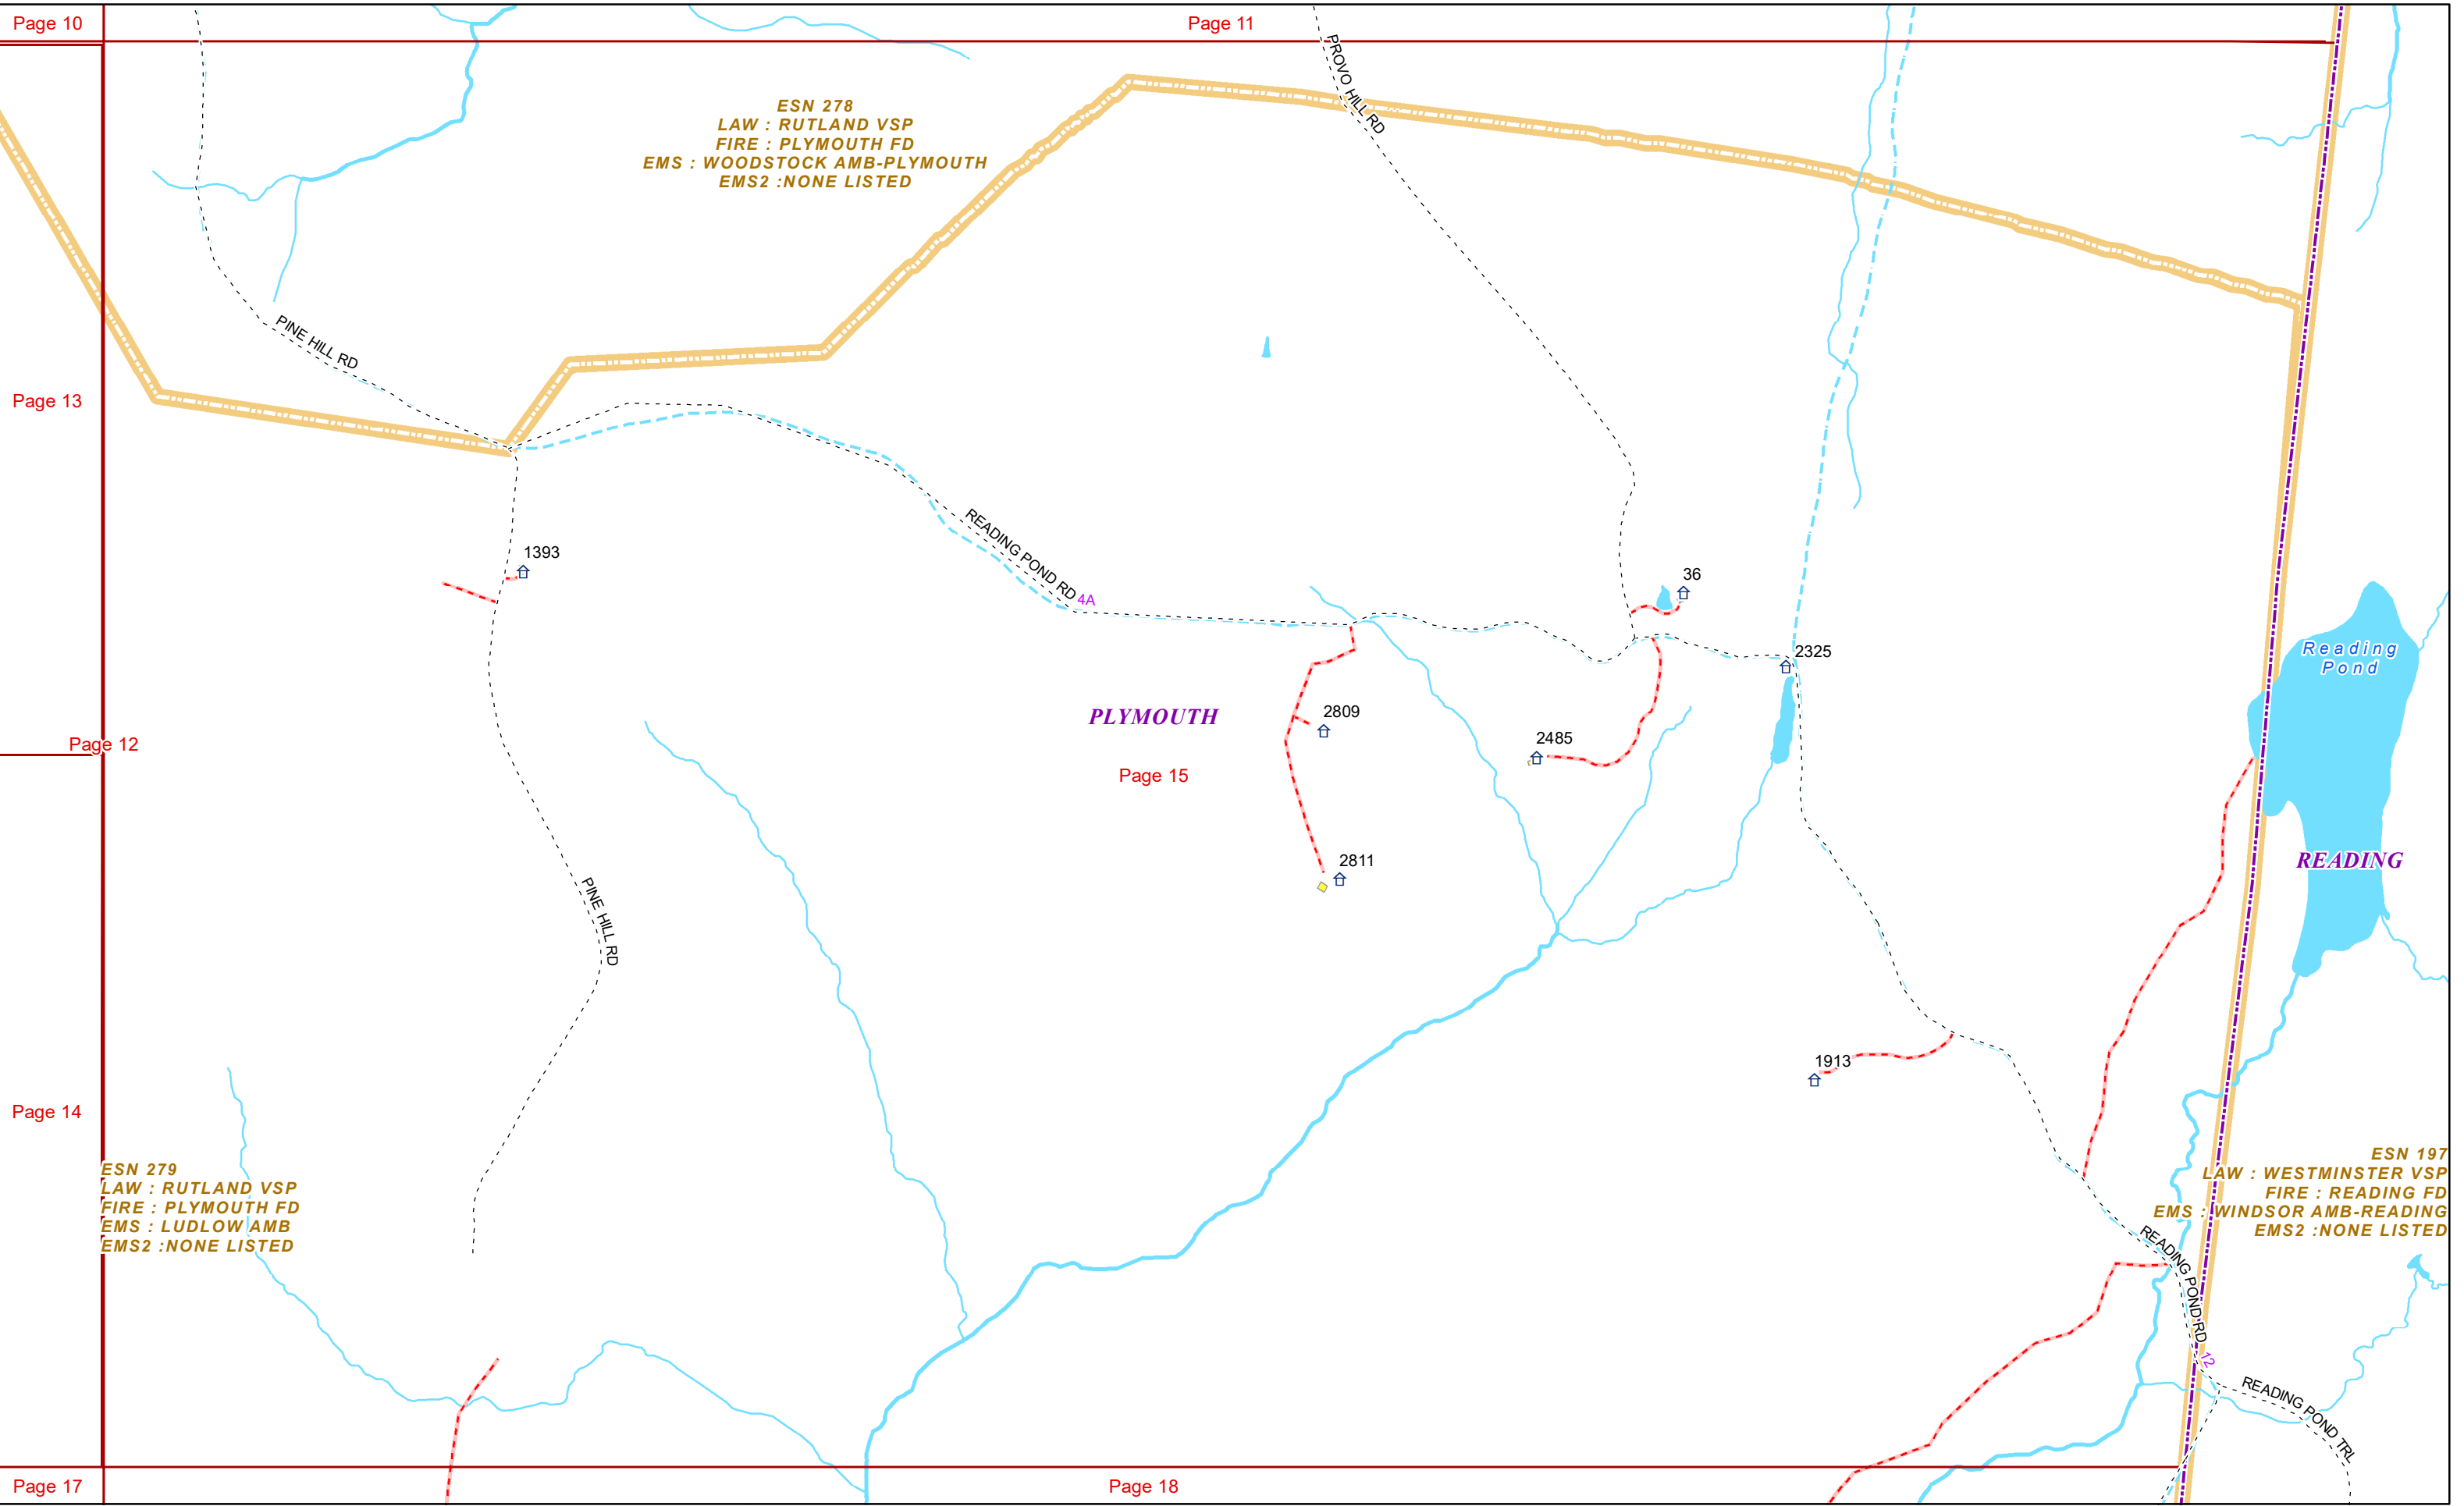 Page 10
Page 11
PROVO HILL RD
ESN 278
LAW : RUTLAND VSP
FIRE : PLYMOUTH FD
EMS : WOODSTOCK AMB-PLYMOUTH
EMS2 :NONE LISTED
PINE HILL RD
Page 13
READING POND RD
4A
1393
36
2325
Reading
Pond
PLYMOUTH
2809
2485
Page 12
Page 15
2811
READING
PINE HILL RD
1913
Page 14
ESN 279
LAW : RUTLAND VSP
FIRE : PLYMOUTH FD
EMS : LUDLOW AMB
EMS2 :NONE LISTED
ESN 197
LAW : WESTMINSTER VSP
FIRE : READING FD
EMS : WINDSOR AMB-READING
EMS2 :NONE LISTED
READING POND RD
12
READING POND TRL
Page 17
Page 18